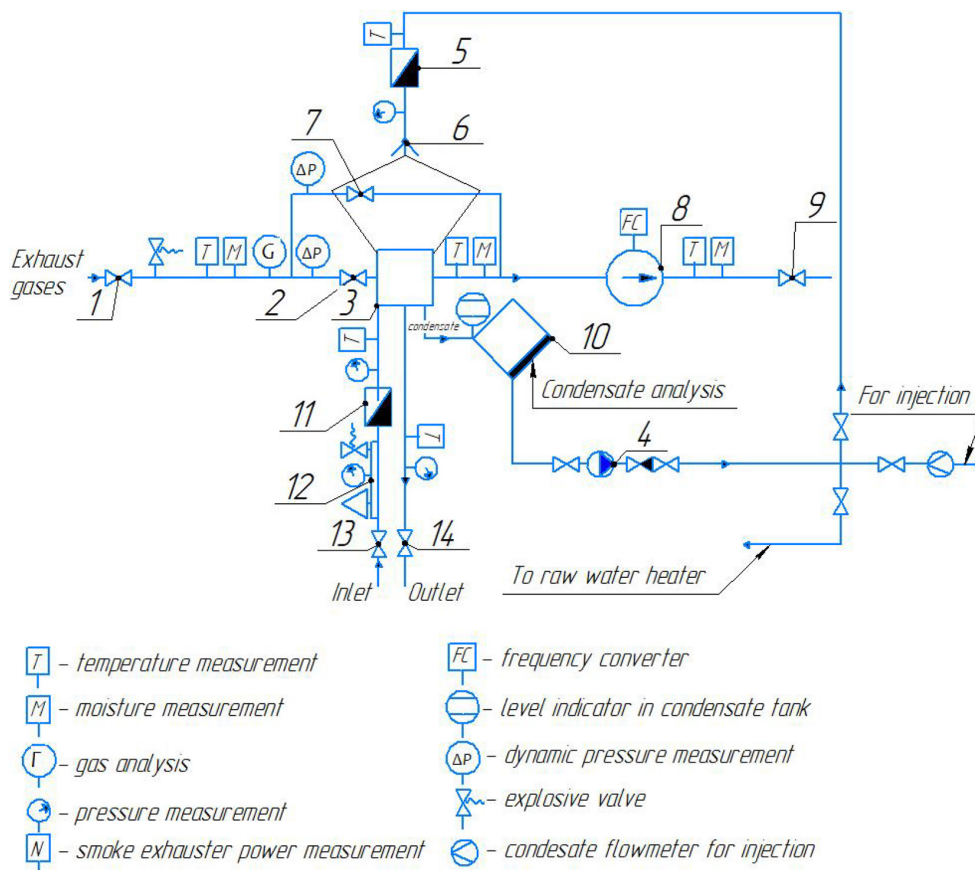 T
5
7
6
ΔP
FC
8
9
Exhaust
gases
T
M
G
ΔP
T
M
T
M
1
2
3
condensate
10
T
Condensate analysis
For injection
11
T
4
12
13
14
To raw water heater
Inlet
Outlet
T – temperature measurement
M – moisture measurement
Г – gas analysis
– pressure measurement
N – smoke exhauster power measurement
FC – frequency converter
– level indicator in condensate tank
ΔP – dynamic pressure measurement
– explosive valve
– condesate flowmeter for injection